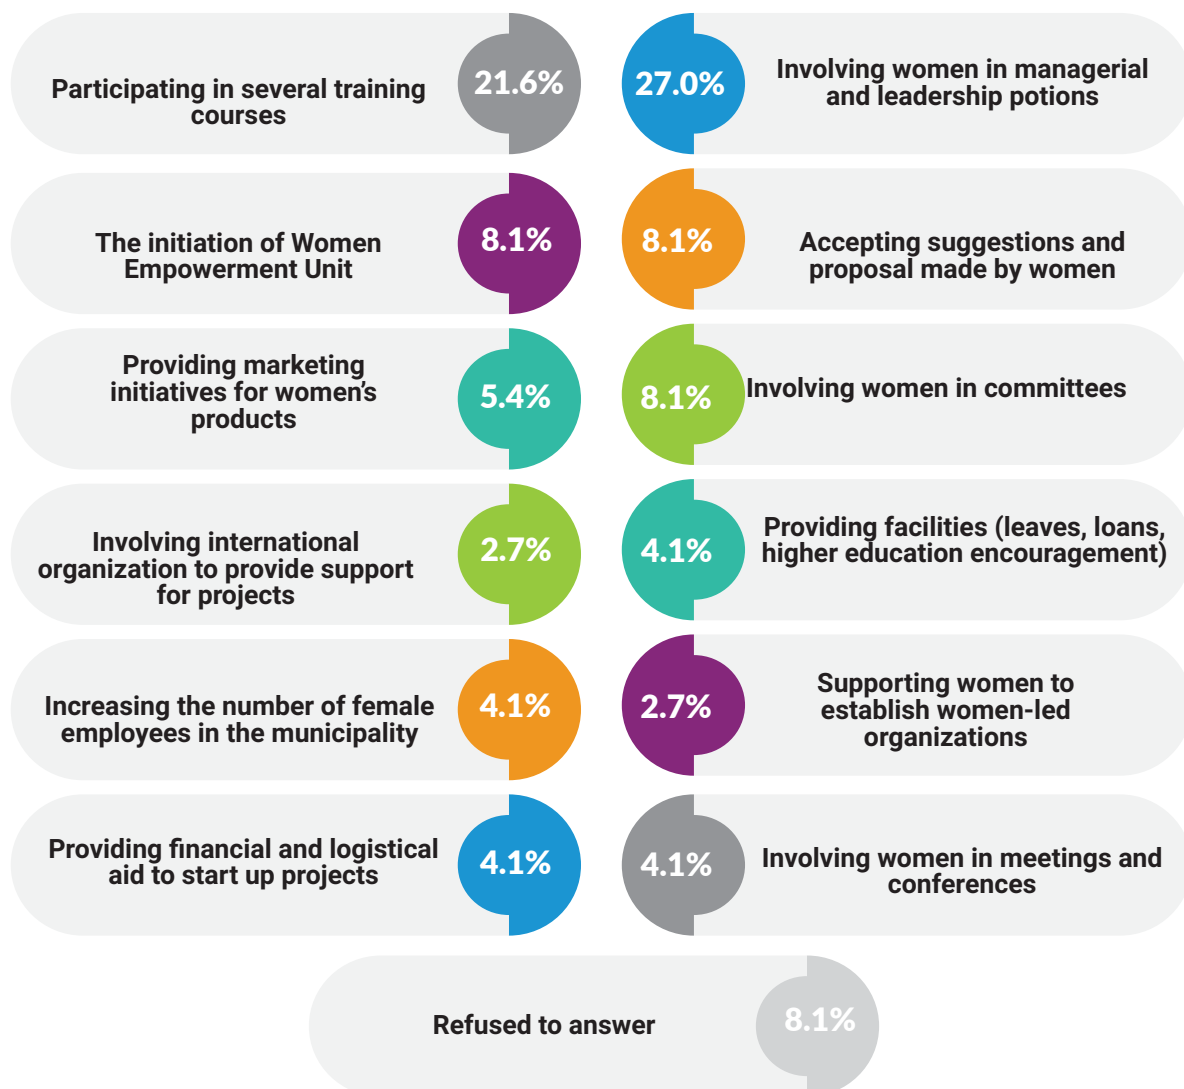 Participating in several training
courses
21.6%
27.0%
Involving women in managerial
and leadership potions
The initiation of Women
Empowerment Unit
8.1%
8.1%
Accepting suggestions and
proposal made by women
Providing marketing
initiatives for women’s
products
5.4%
8.1%
Involving women in committees
Involving international
organization to provide support
for projects
2.7%
4.1%
Providing facilities (leaves, loans,
higher education encouragement)
Increasing the number of female
employees in the municipality
4.1%
2.7%
Supporting women to
establish women-led
organizations
Providing financial and logistical
aid to start up projects
4.1%
4.1%
Involving women in meetings and
conferences
Refused to answer
8.1%